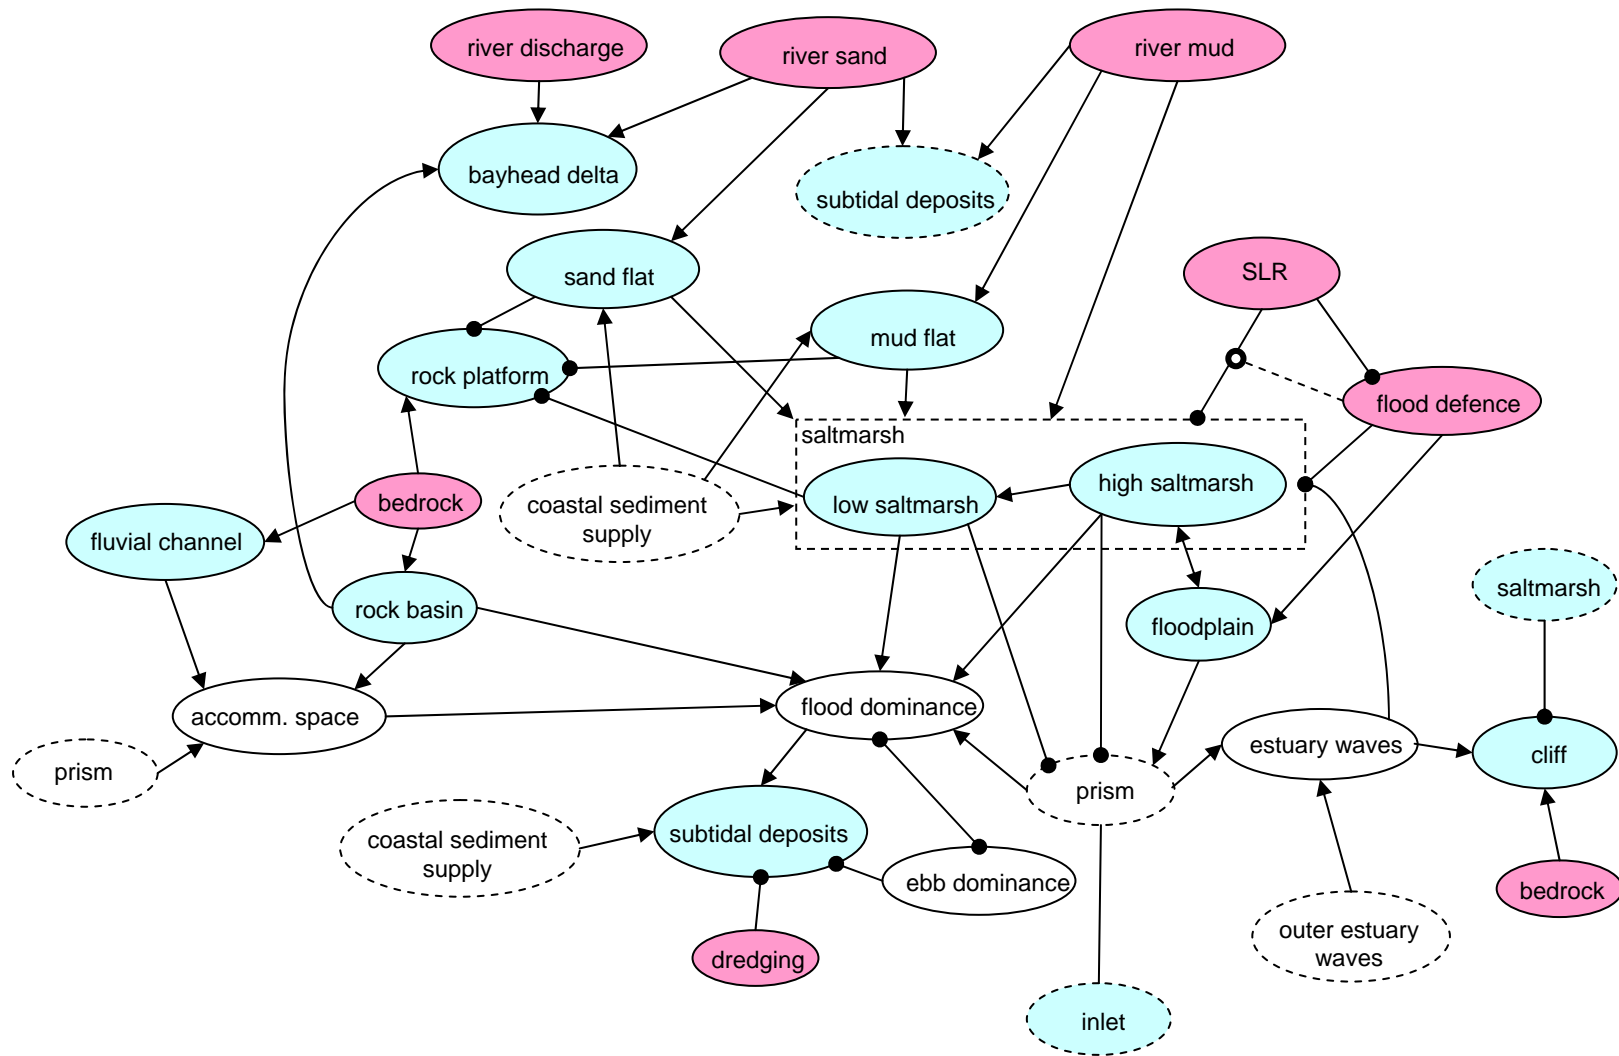 river discharge
river sand
river mud
bayhead delta
subtidal deposits
sand flat
SLR
mud flat
rock platform
flood defence
saltmarsh
high saltmarsh
low saltmarsh
bedrock
coastal sediment
supply
fluvial channel
saltmarsh
rock basin
floodplain
accomm. space
flood dominance
estuary waves
cliff
prism
prism
subtidal deposits
coastal sediment
supply
ebb dominance
bedrock
outer estuary
waves
dredging
inlet